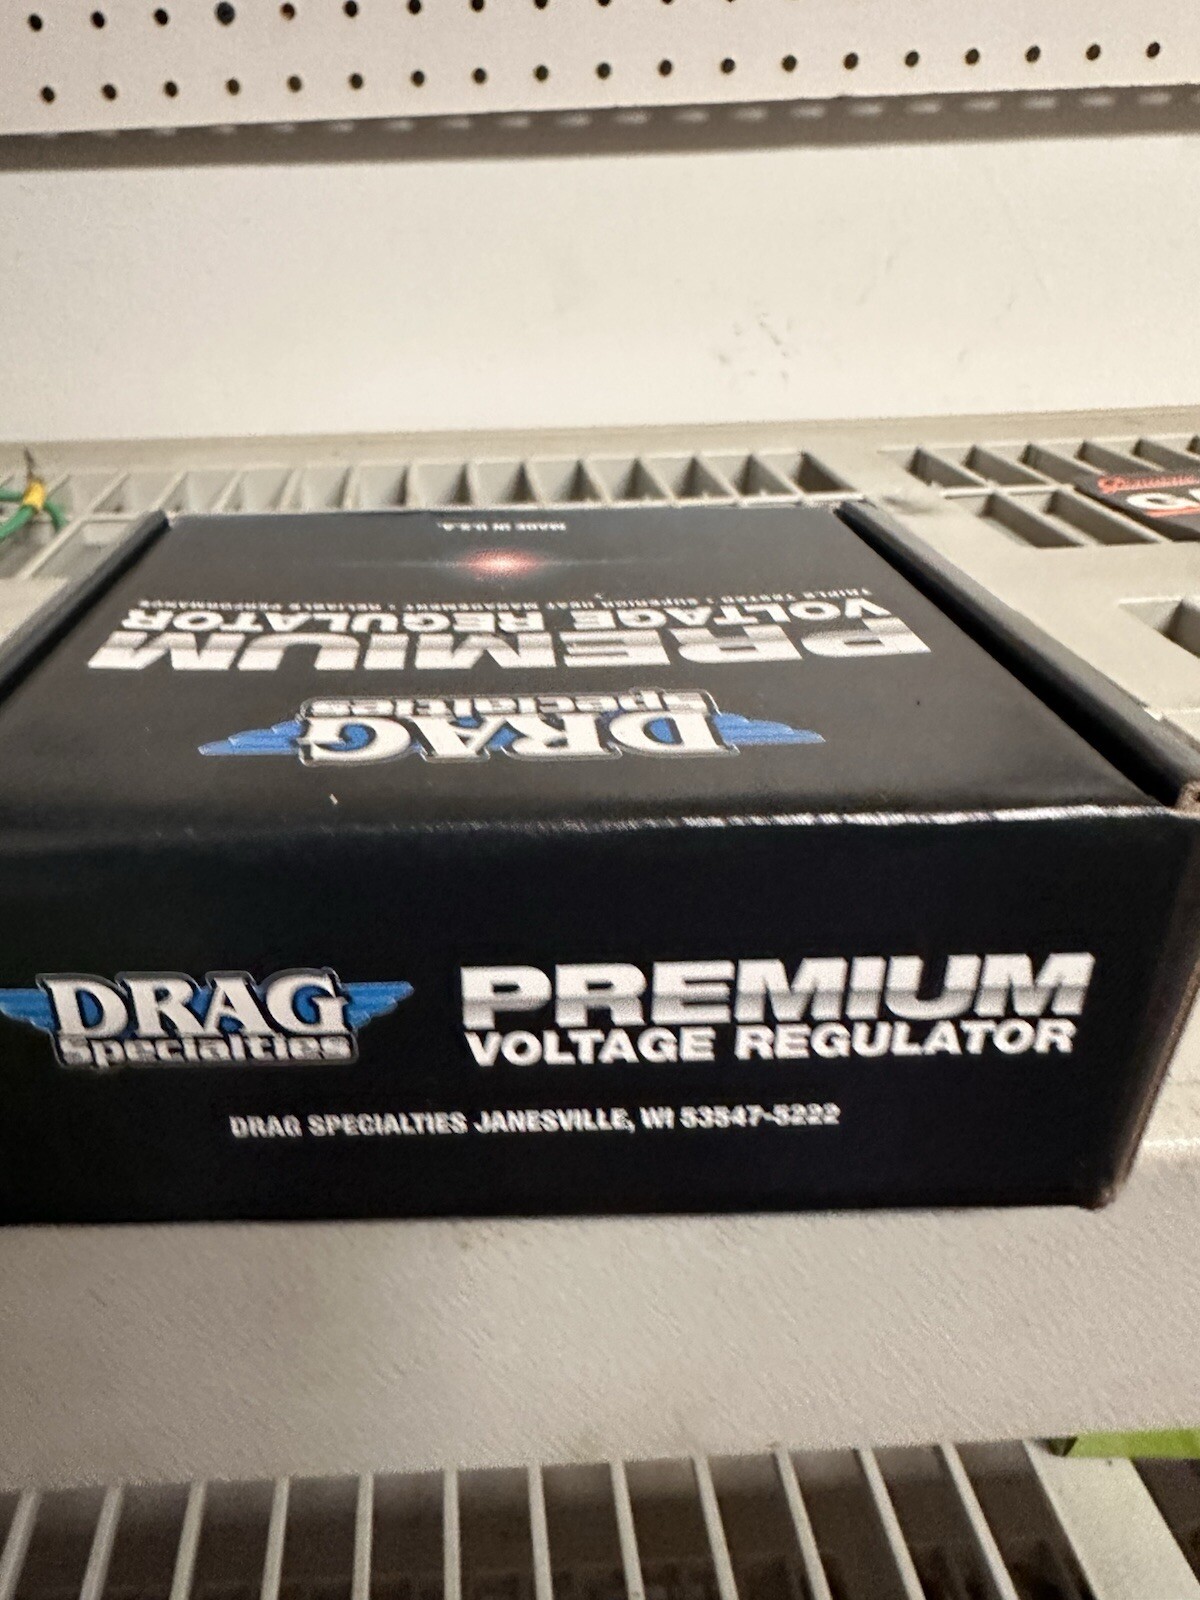 DRAG
Specialties
PREMIUM
VOLTAGE REGULATOR
TRIPLE TESTED • SUPERIOR HEAT MANAGEMENT • RELIABLE PERFORMANCE
MADE IN U.S.A.
DRAG
Specialties
PREMIUM
VOLTAGE REGULATOR
DRAG SPECIALTIES JANESVILLE, WI 53547-5222